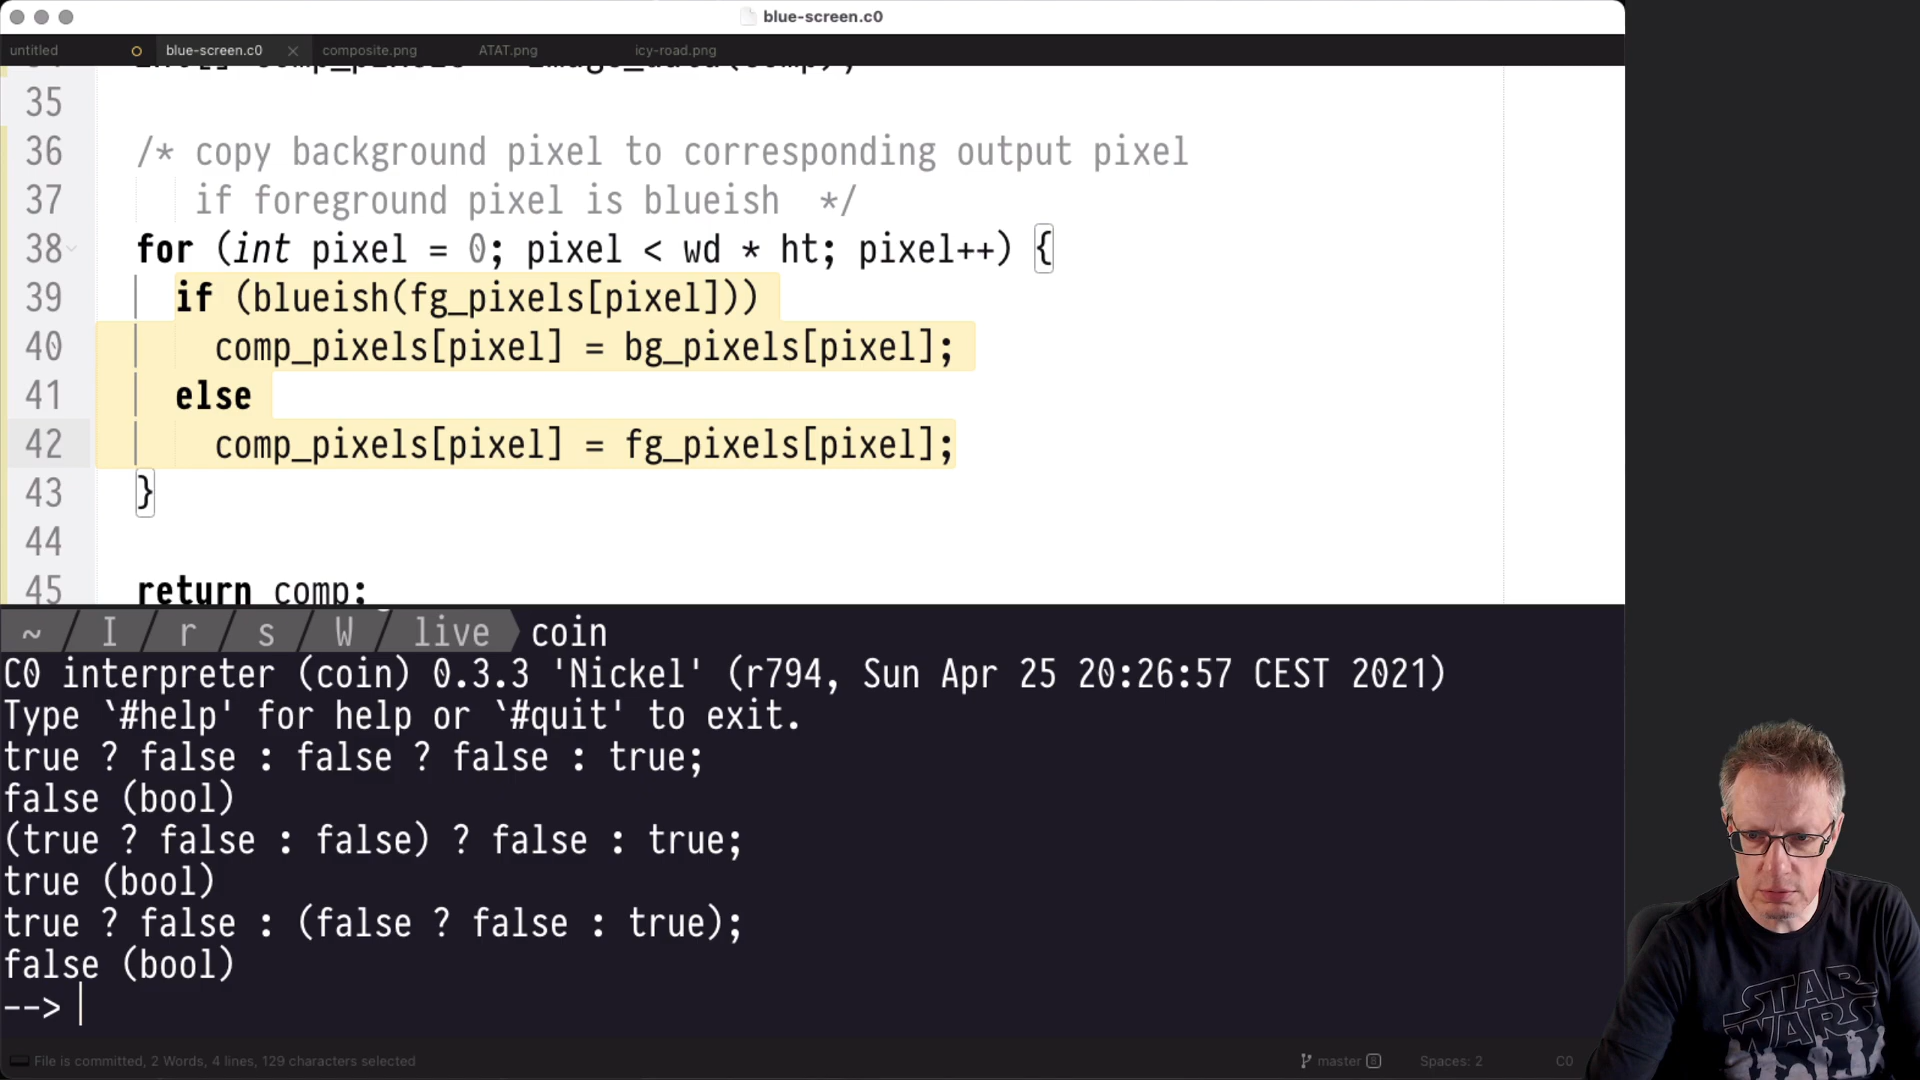 blue-screen.c0
untitled blue-screen.c0 composite.png ATAT.png icy-road.png
35
36 /* copy background pixel to corresponding output pixel
37 if foreground pixel is blueish */
38 for (int pixel = 0; pixel < wd * ht; pixel++) {
39 if (blueish(fg_pixels[pixel]))
40 comp_pixels[pixel] = bg_pixels[pixel];
41 else
42 comp_pixels[pixel] = fg_pixels[pixel];
43 }
44
45 return comp;
~ I r s W live coin
C0 interpreter (coin) 0.3.3 'Nickel' (r794, Sun Apr 25 20:26:57 CEST 2021)
Type `#help' for help or `#quit' to exit.
true ? false : false ? false : true;
false (bool)
(true ? false : false) ? false : true;
true (bool)
true ? false : (false ? false : true);
false (bool)
-->
File is committed, 2 Words, 4 lines, 129 characters selected master 8 Spaces: 2 C0
STAR
WARS